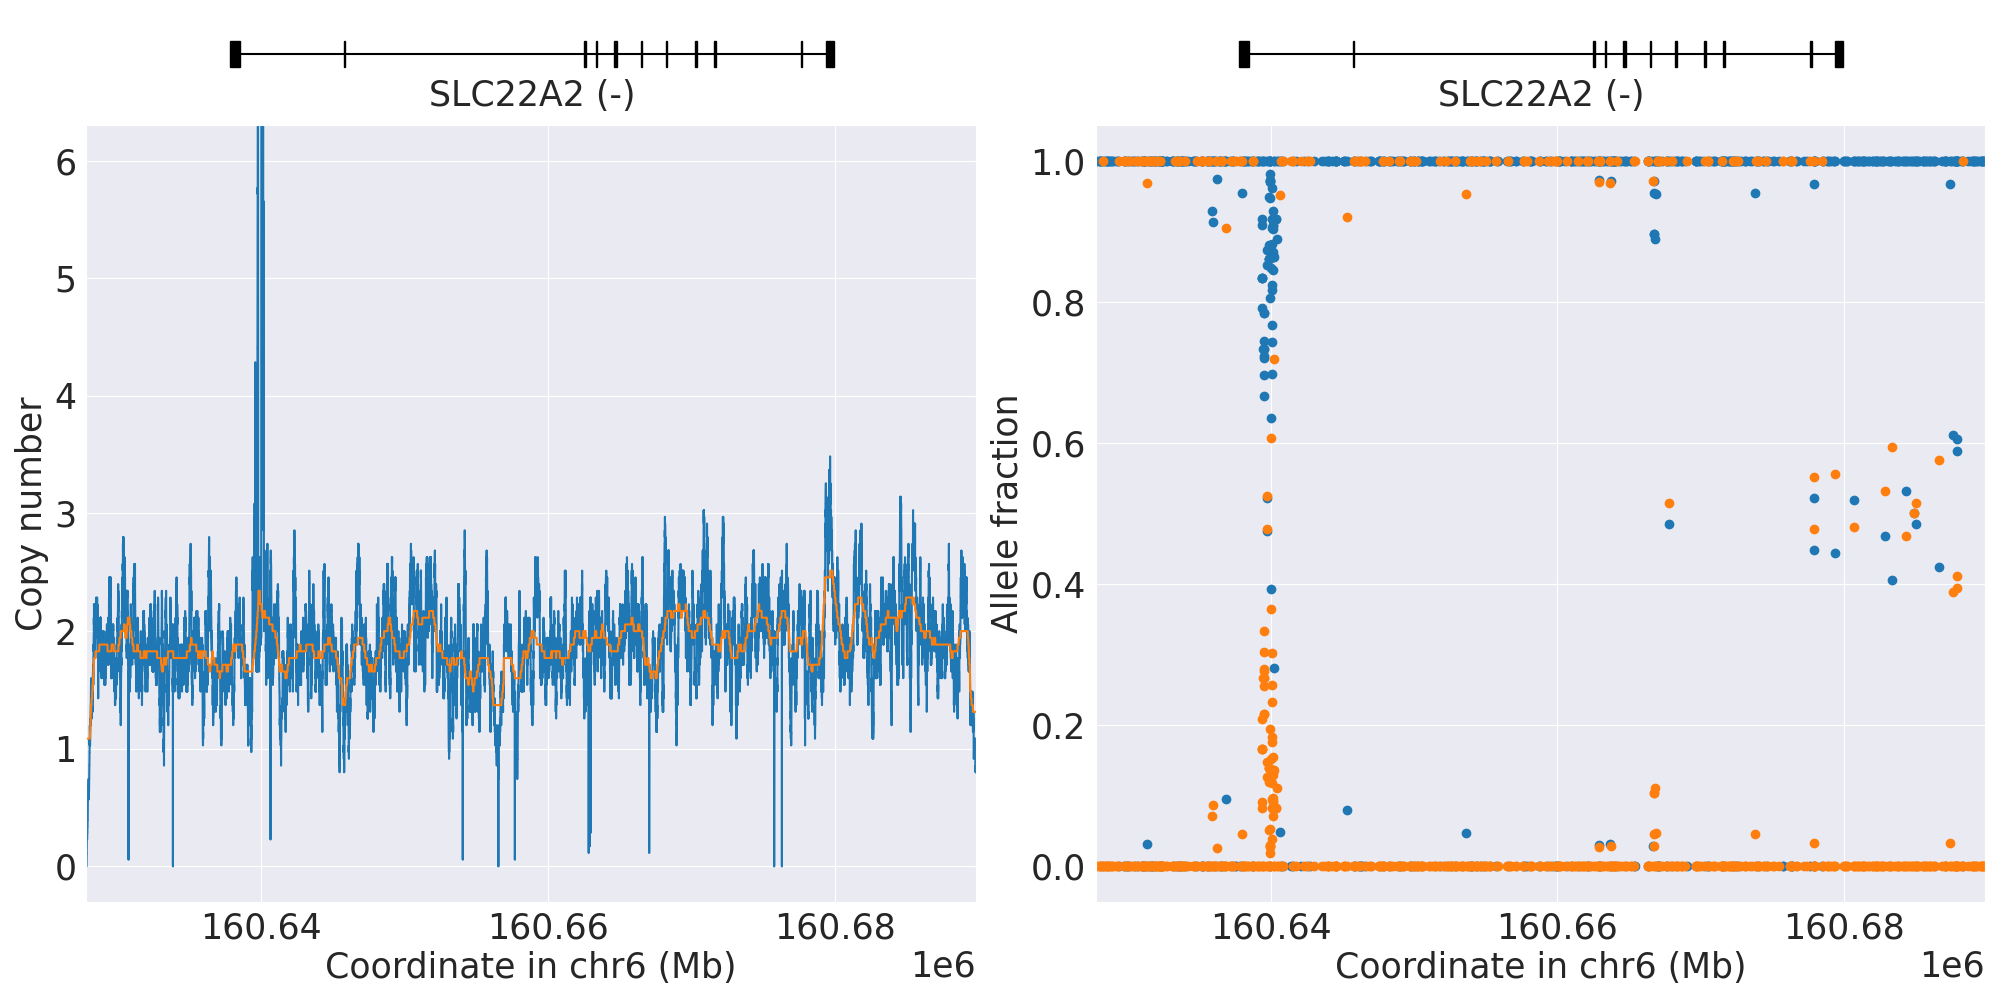 SLC22A2 (-)
6
5
4
3
2
1
0
Copy number
160.64 160.66 160.68
Coordinate in chr6 (Mb) 1e6
SLC22A2 (-)
1.0
0.8
0.6
0.4
0.2
0.0
Allele fraction
160.64 160.66 160.68
Coordinate in chr6 (Mb) 1e6